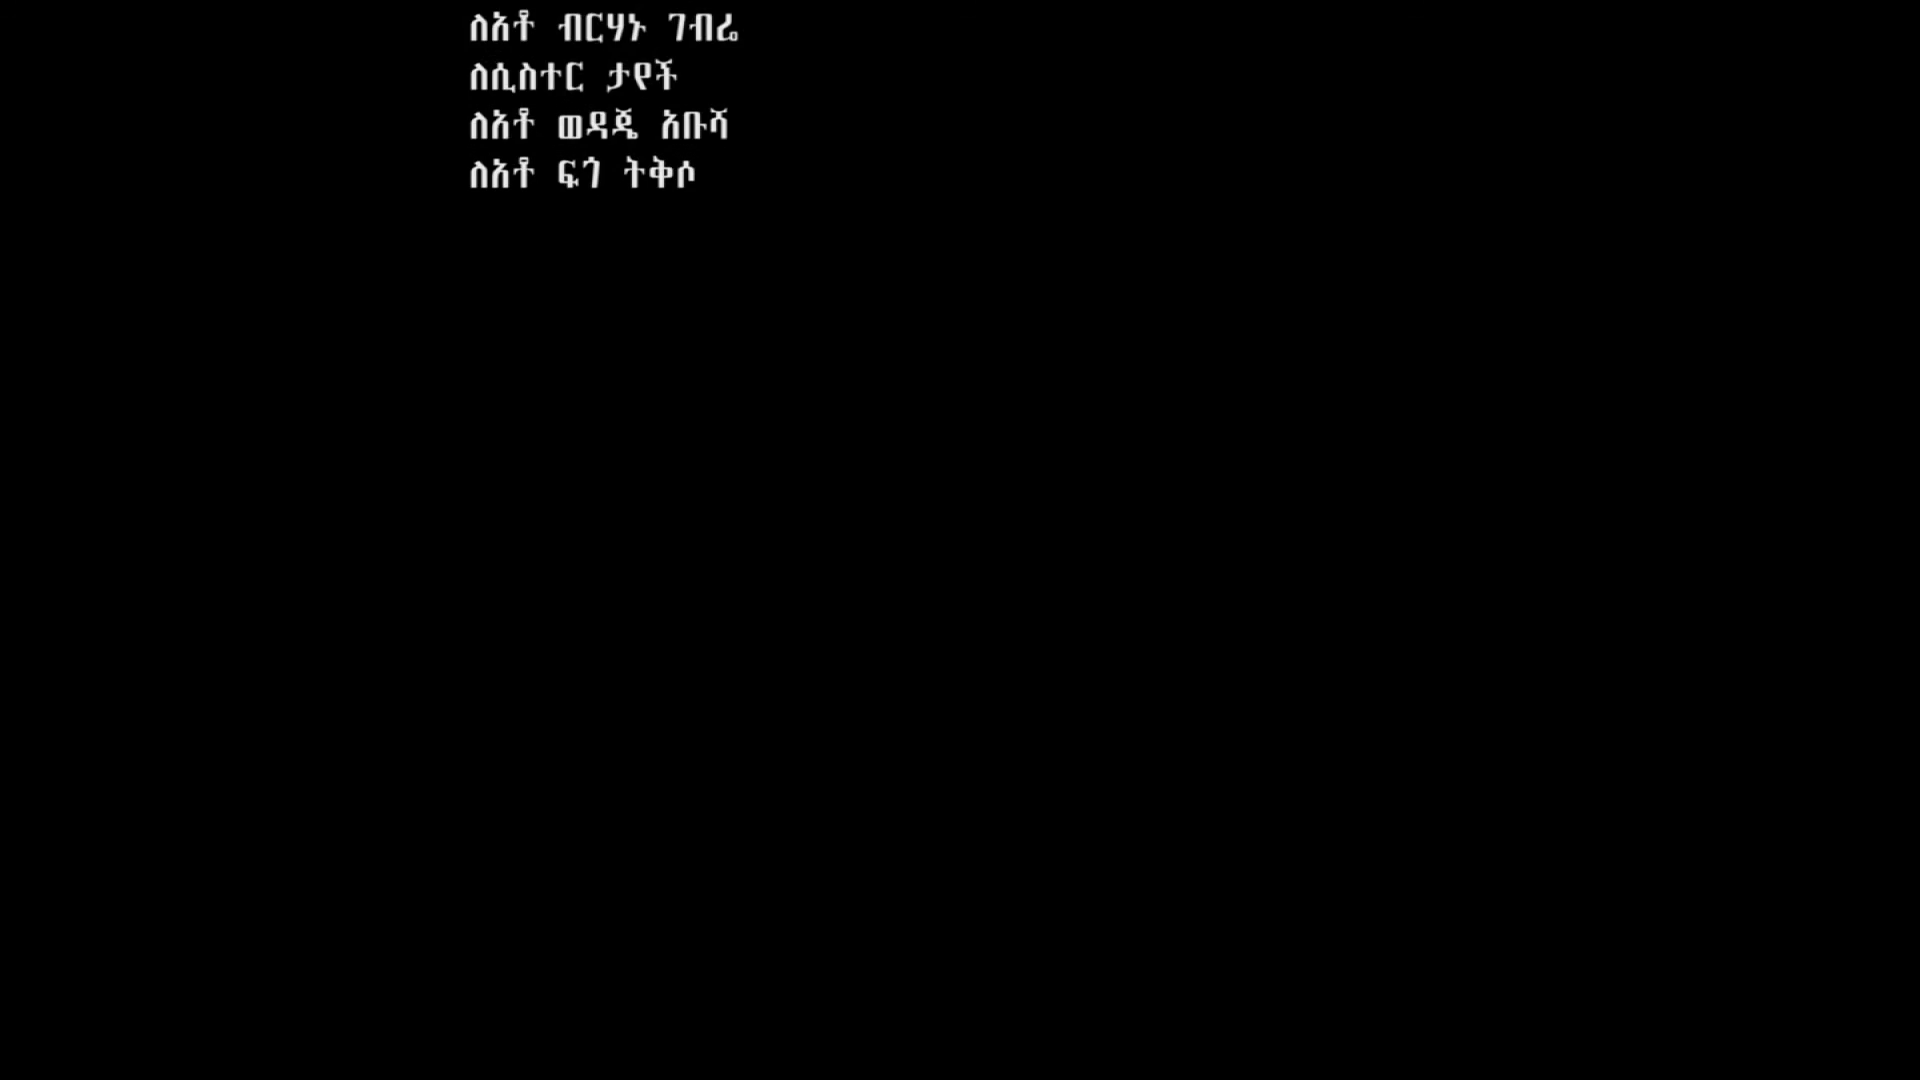 ለአቶ ብርሃኑ ገብሬ
ለሲስተር ታየች
ለአቶ ወዳጄ አቡሻ
ለአቶ ፍጎ ትቅሶ